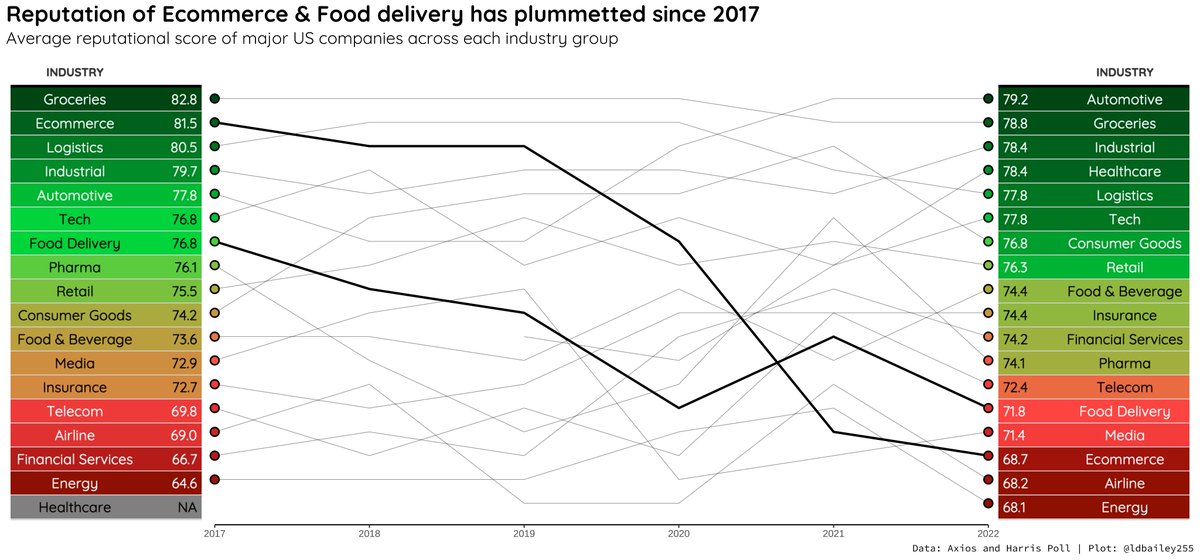 Reputation of Ecommerce & Food delivery has plummetted since 2017
Average reputational score of major US companies across each industry group
INDUSTRY
Groceries 82.8
Ecommerce 81.5
Logistics 80.5
Industrial 79.7
Automotive 77.8
Tech 76.8
Food Delivery 76.8
Pharma 76.1
Retail 75.5
Consumer Goods 74.2
Food & Beverage 73.6
Media 72.9
Insurance 72.7
Telecom 69.8
Airline 69.0
Financial Services 66.7
Energy 64.6
Healthcare NA
INDUSTRY
79.2 Automotive
78.8 Groceries
78.4 Industrial
78.4 Healthcare
77.8 Logistics
77.8 Tech
76.8 Consumer Goods
76.3 Retail
74.4 Food & Beverage
74.4 Insurance
74.2 Financial Services
74.1 Pharma
72.4 Telecom
71.8 Food Delivery
71.4 Media
68.7 Ecommerce
68.2 Airline
68.1 Energy
2017 2018 2019 2020 2021 2022
Data: Axios and Harris Poll | Plot: @ldbailey255